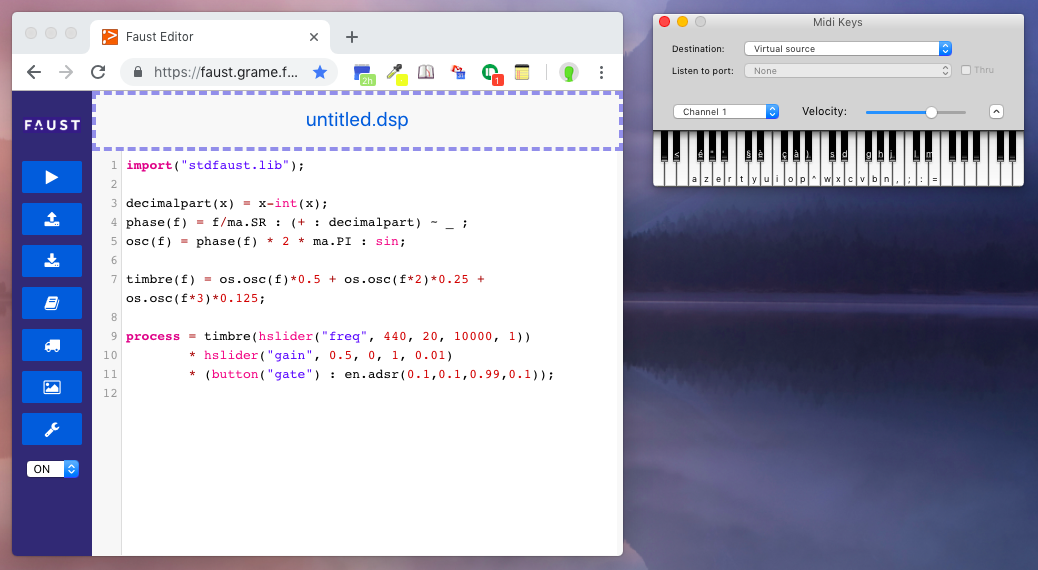 Faust Editor
https://faust.grame.f...
2h
1
FAUST
untitled.dsp
1 import("stdfaust.lib");
2
3 decimalpart(x) = x-int(x);
4 phase(f) = f/ma.SR : (+ : decimalpart) ~ _ ;
5 osc(f) = phase(f) * 2 * ma.PI : sin;
6
7 timbre(f) = os.osc(f)*0.5 + os.osc(f*2)*0.25 +
os.osc(f*3)*0.125;
8
9 process = timbre(hslider("freq", 440, 20, 10000, 1))
10 * hslider("gain", 0.5, 0, 1, 0.01)
11 * (button("gate") : en.adsr(0.1,0.1,0.99,0.1));
12
ON
Midi Keys
Destination: Virtual source
Listen to port: None Thru
Channel 1 Velocity:
< é " ' § è ç à ) s d g h j l m
a z e r t y u i o p ^ w x c v b n , ; : =